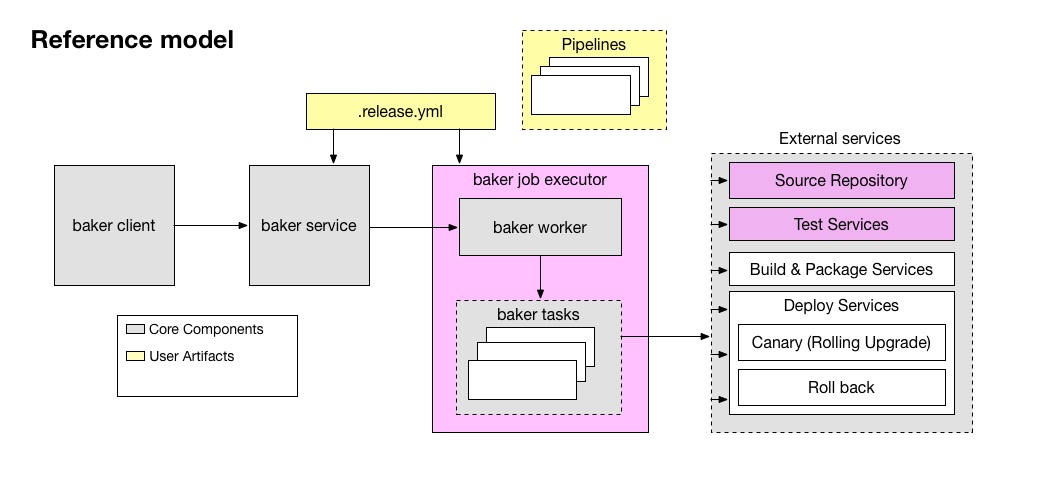 Reference model
Pipelines
.release.yml
External services
baker client
baker service
baker job executor
baker worker
baker tasks
Source Repository
Test Services
Build & Package Services
Deploy Services
Canary (Rolling Upgrade)
Roll back
Core Components
User Artifacts